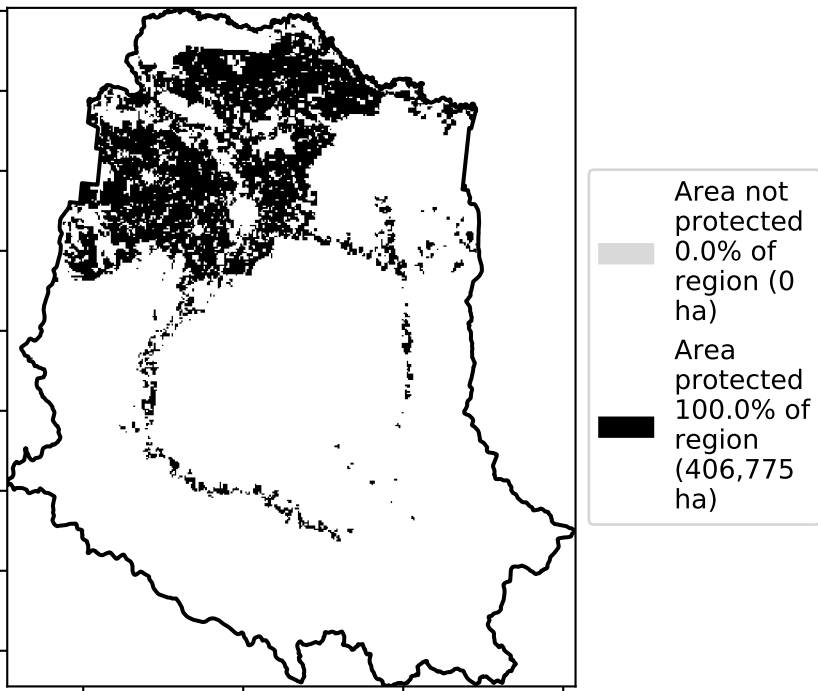 Area not
protected
0.0% of
region (0
ha)
Area
protected
100.0% of
region
(406,775
ha)